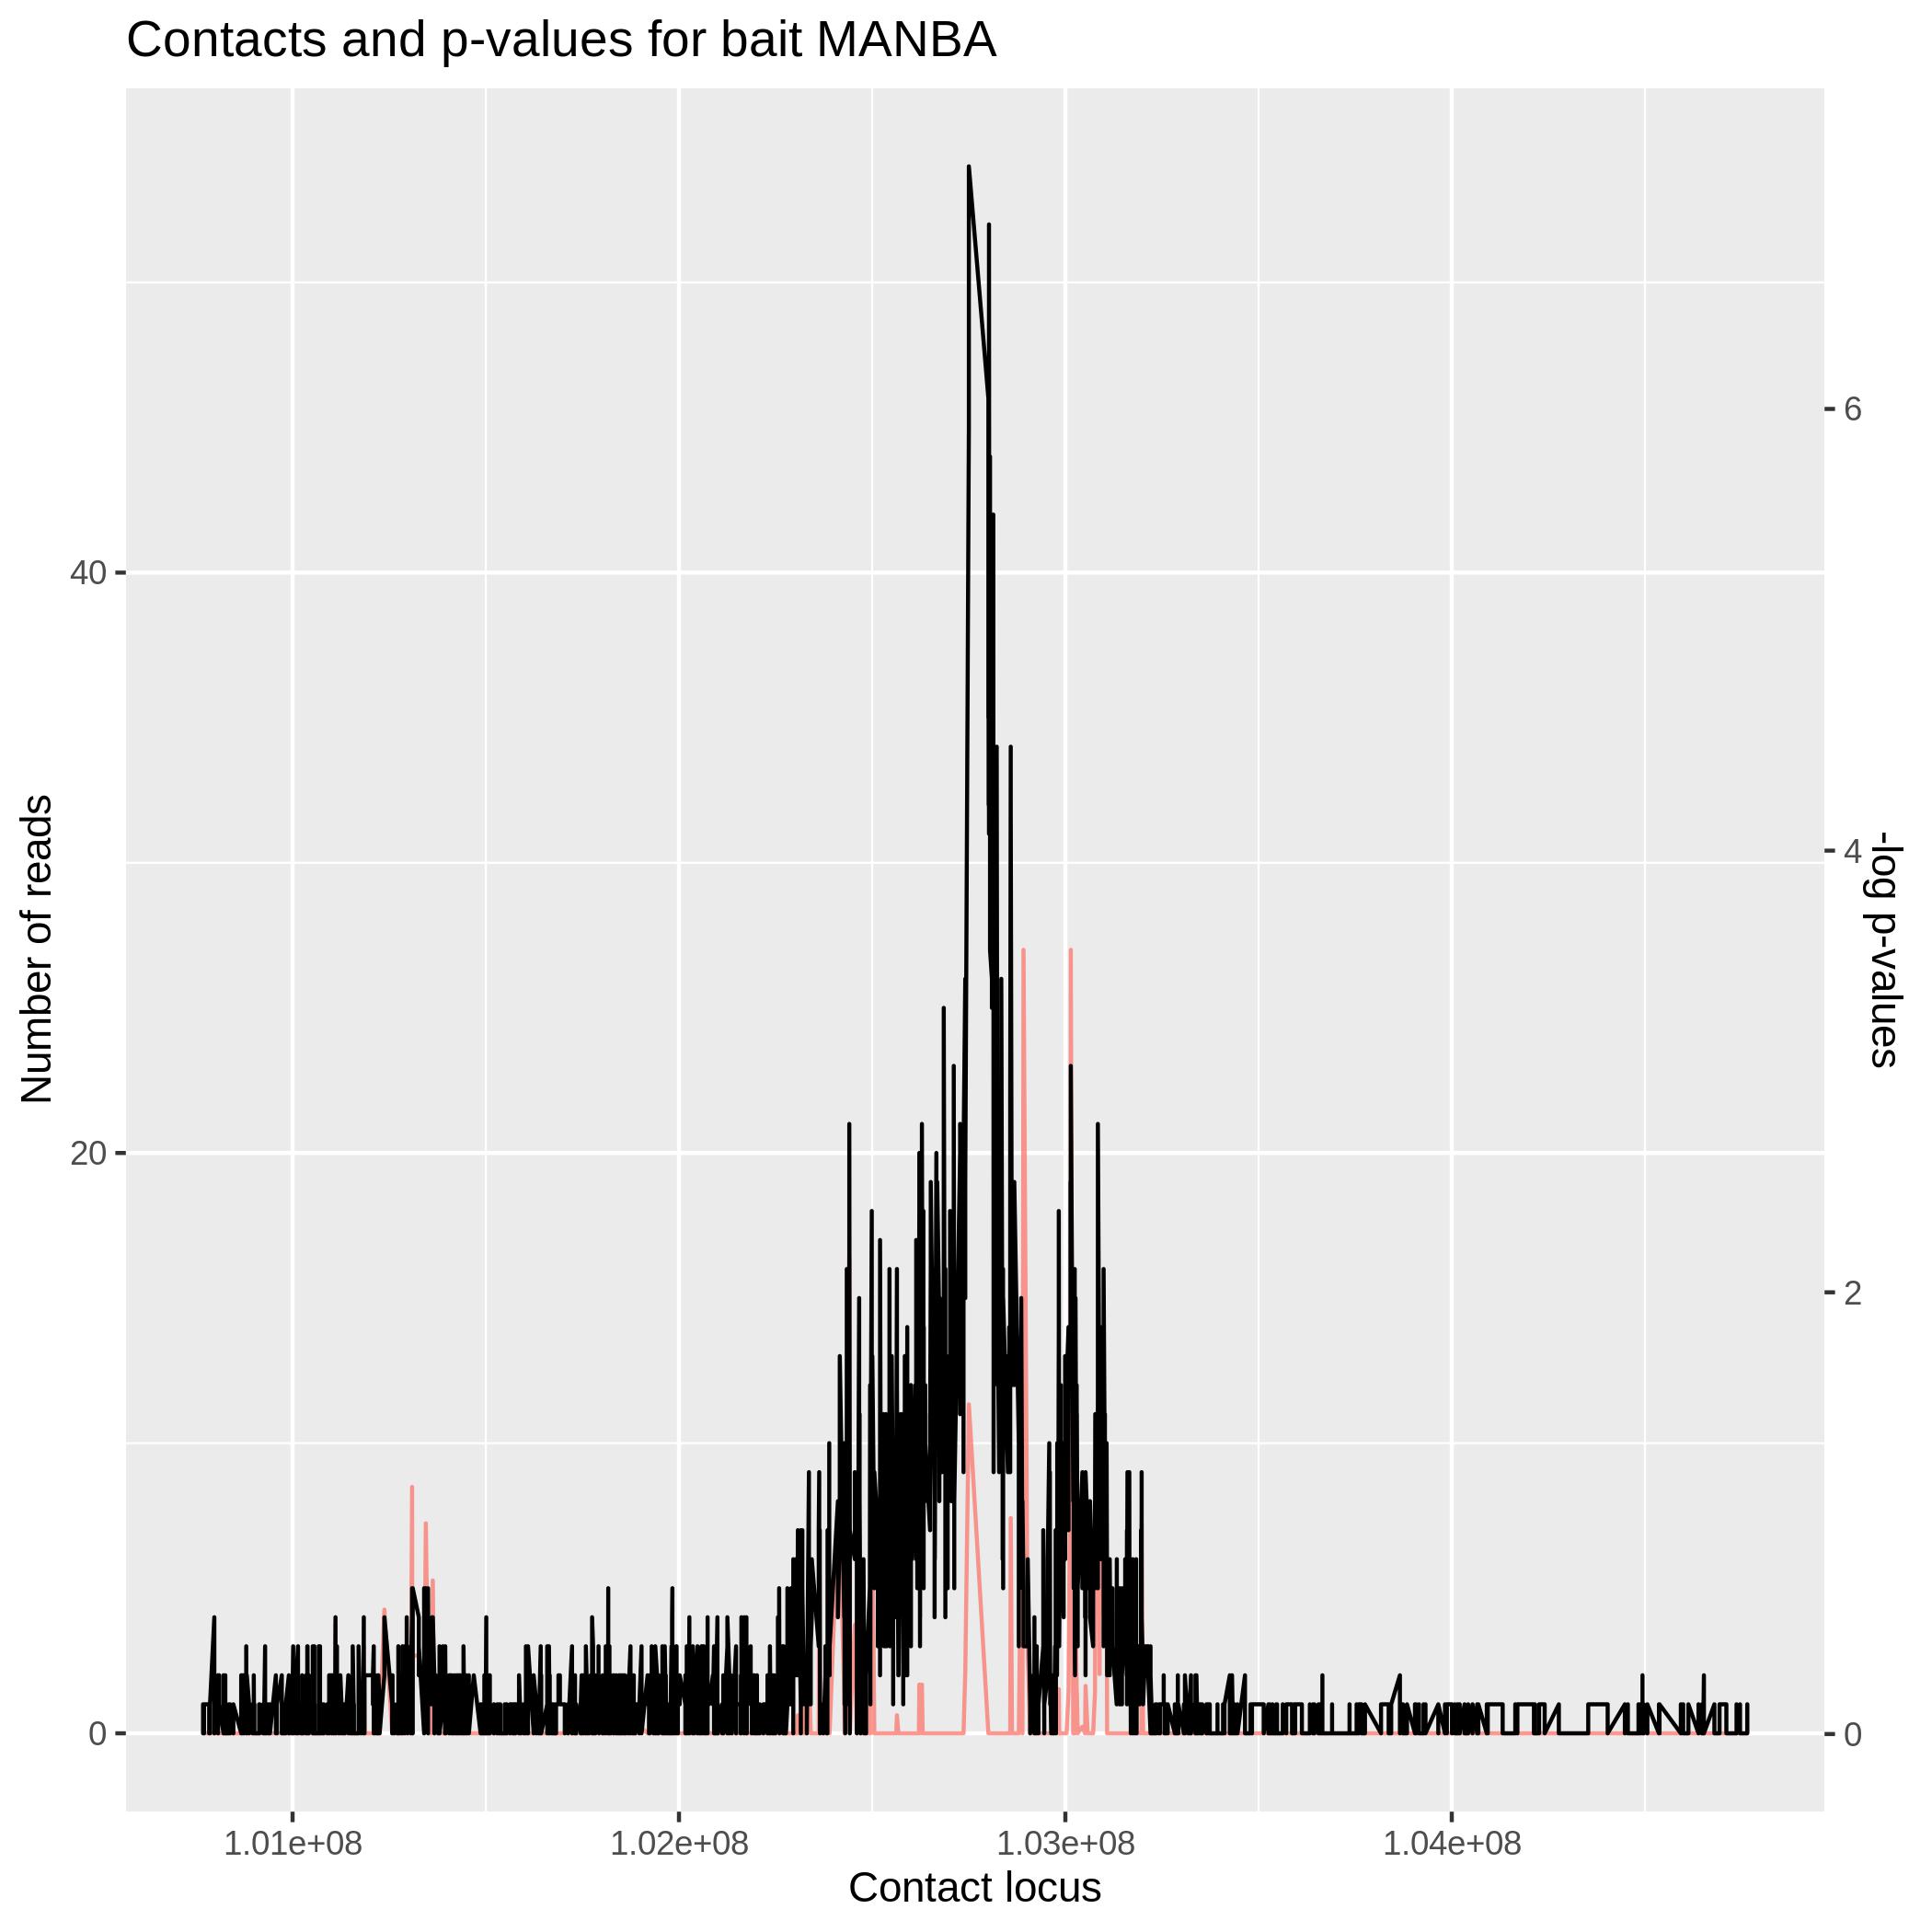 Contacts and p-values for bait MANBA
Number of reads
40
20
0
6
4
2
0
-log p-values
1.01e+08
1.02e+08
1.03e+08
1.04e+08
Contact locus